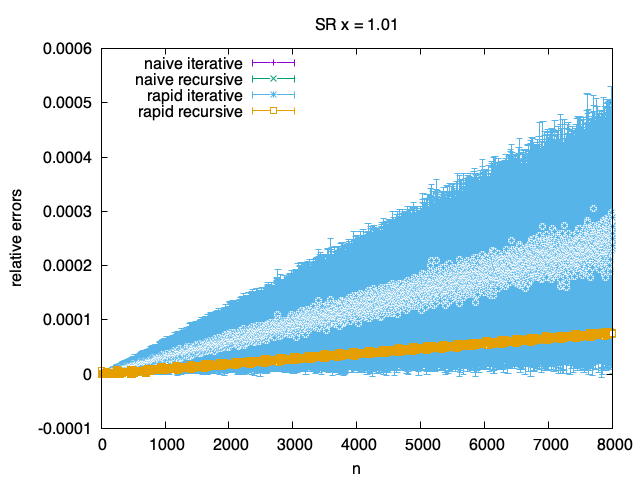 SR x = 1.01
0.0006
0.0005
0.0004
0.0003
0.0002
0.0001
0
-0.0001
relative errors
naive iterative
naive recursive
rapid iterative
rapid recursive
0 1000 2000 3000 4000 5000 6000 7000 8000
n